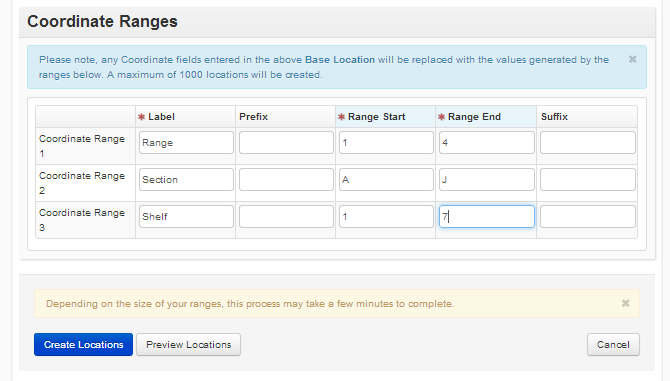 Coordinate Ranges
Please note, any Coordinate fields entered in the above Base Location will be replaced with the values generated by the
ranges below. A maximum of 1000 locations will be created.
* Label Prefix * Range Start * Range End Suffix
Coordinate Range
1
Range 1 4
Coordinate Range
2
Section A J
Coordinate Range
3
Shelf 1 7
Depending on the size of your ranges, this process may take a few minutes to complete.
Create Locations Preview Locations Cancel